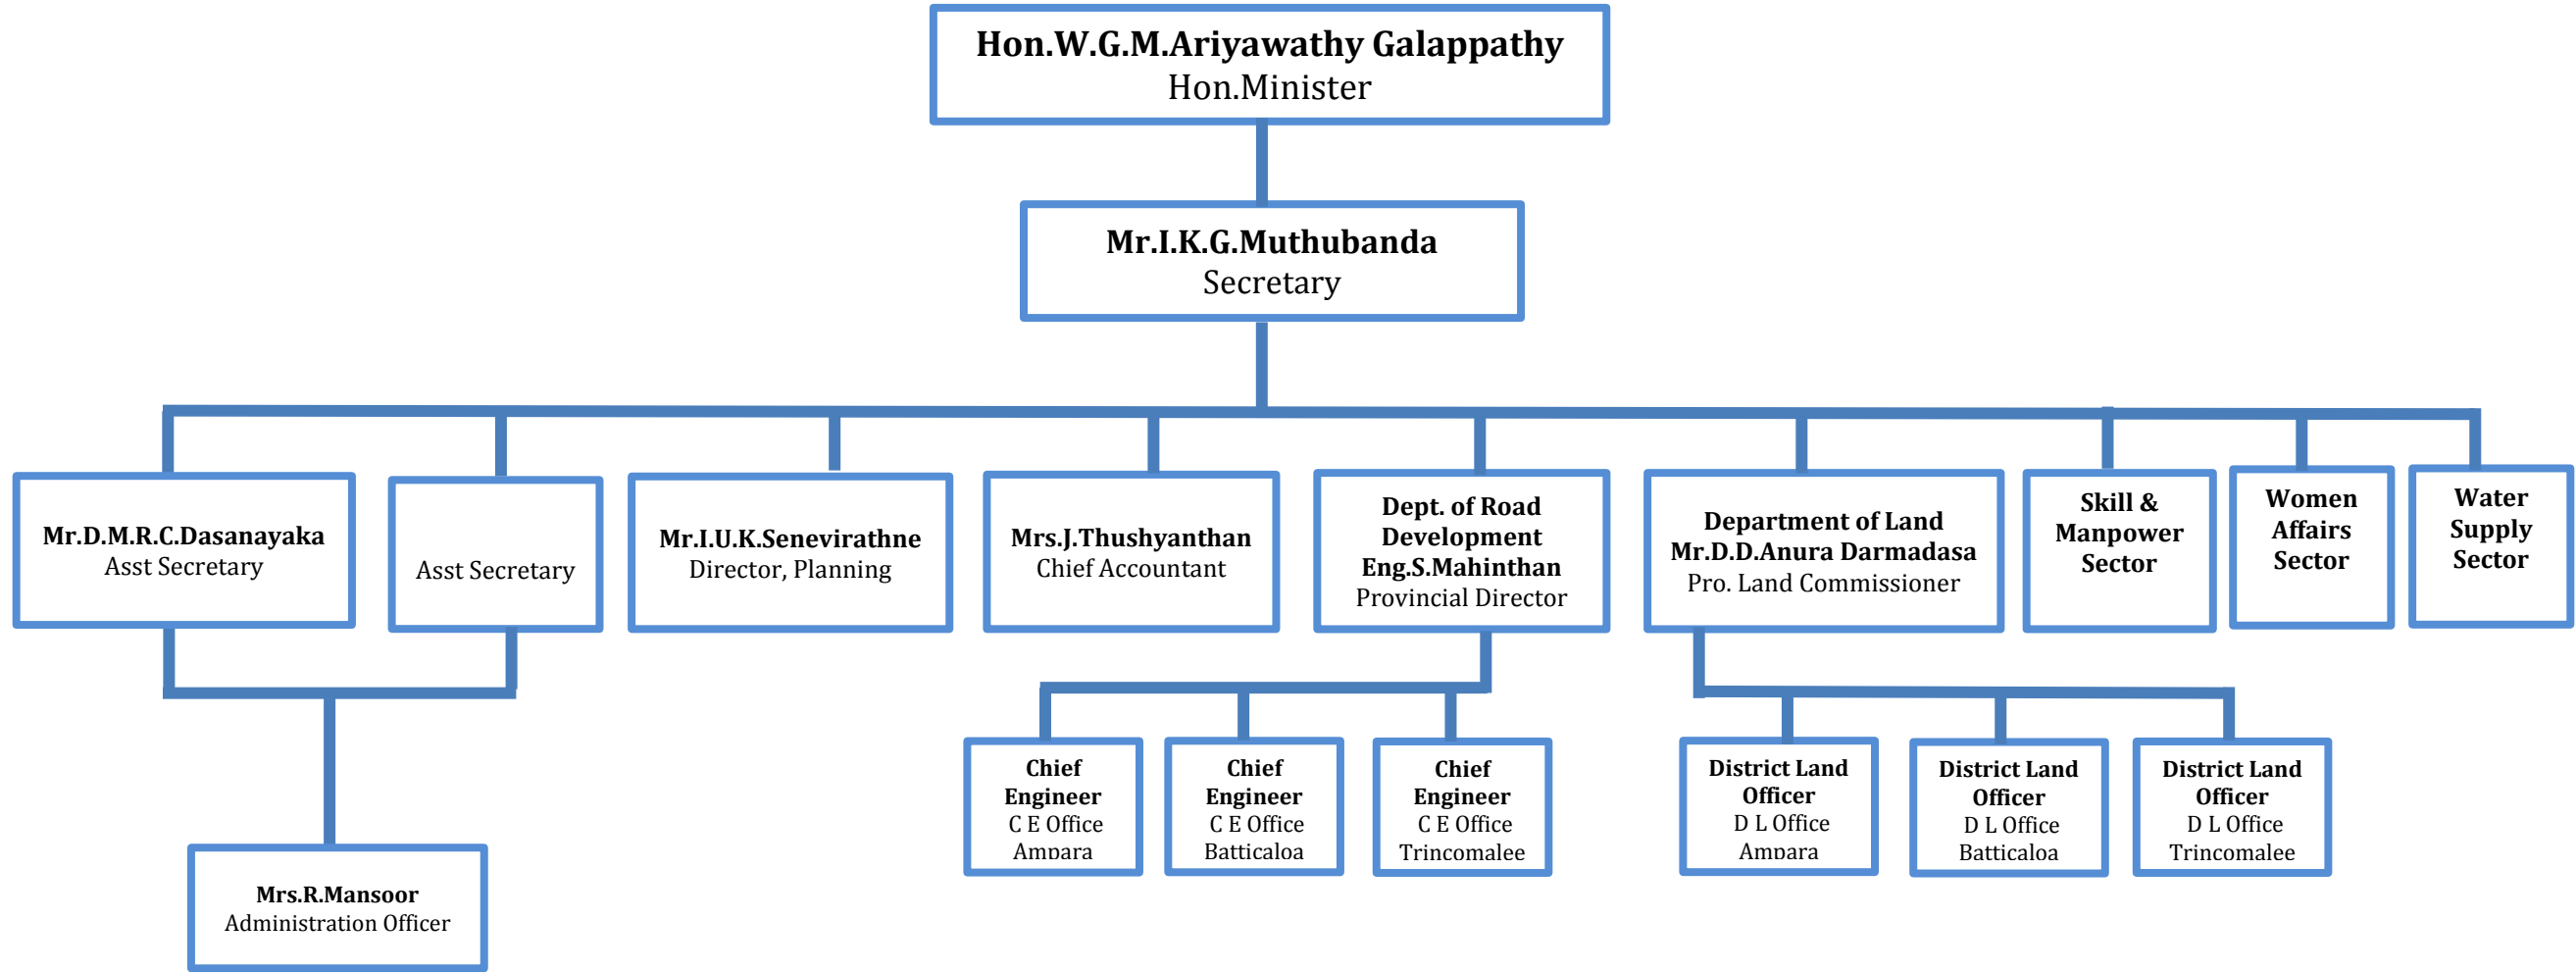 Hon.W.G.M.Ariyawathy Galappathy
Hon.Minister
Mr.I.K.G.Muthubanda
Secretary
Mr.D.M.R.C.Dasanayaka
Asst Secretary
Asst Secretary
Mr.I.U.K.Senevirathne
Director, Planning
Mrs.J.Thushyanthan
Chief Accountant
Dept. of Road
Development
Eng.S.Mahinthan
Provincial Director
Department of Land
Mr.D.D.Anura Darmadasa
Pro. Land Commissioner
Skill &
Manpower
Sector
Women
Affairs
Sector
Water
Supply
Sector
Mrs.R.Mansoor
Administration Officer
Chief
Engineer
C E Office
Ampara
Chief
Engineer
C E Office
Batticaloa
Chief
Engineer
C E Office
Trincomalee
District Land
Officer
D L Office
Ampara
District Land
Officer
D L Office
Batticaloa
District Land
Officer
D L Office
Trincomalee